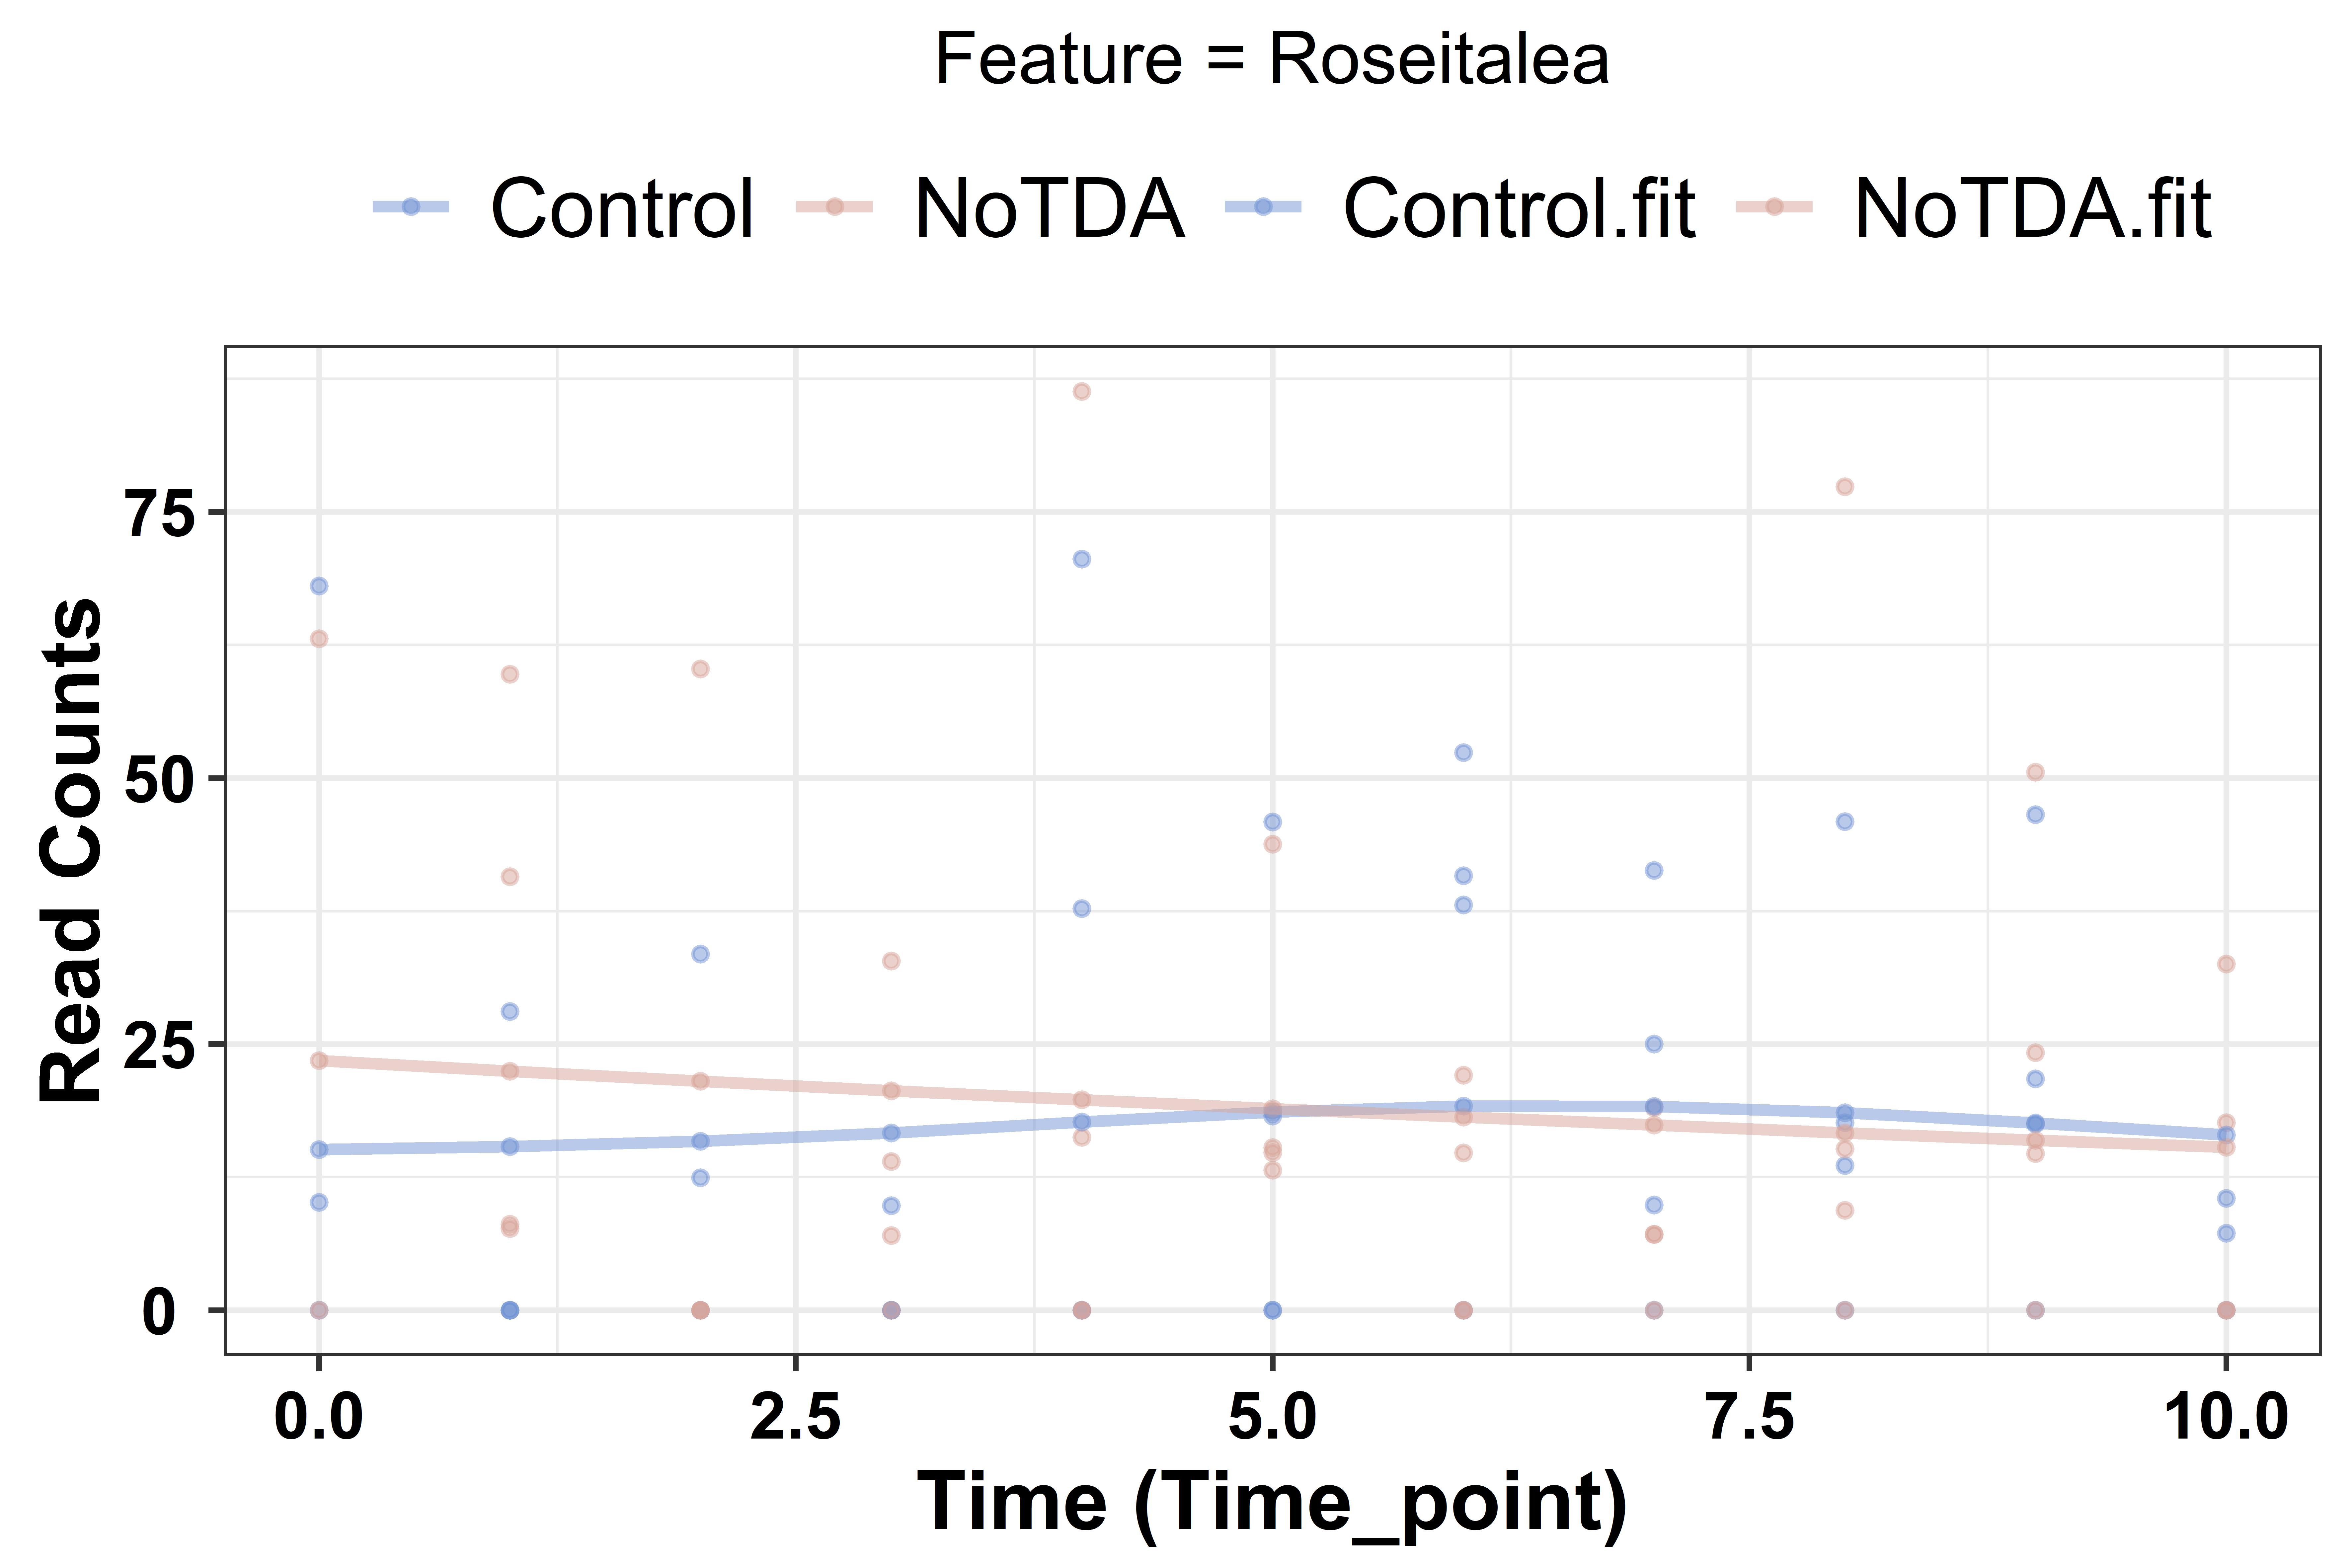 Feature = Roseitalea
Control NoTDA Control.fit NoTDA.fit
Read Counts
75
50
25
0
0.0 2.5 5.0 7.5 10.0
Time (Time_point)